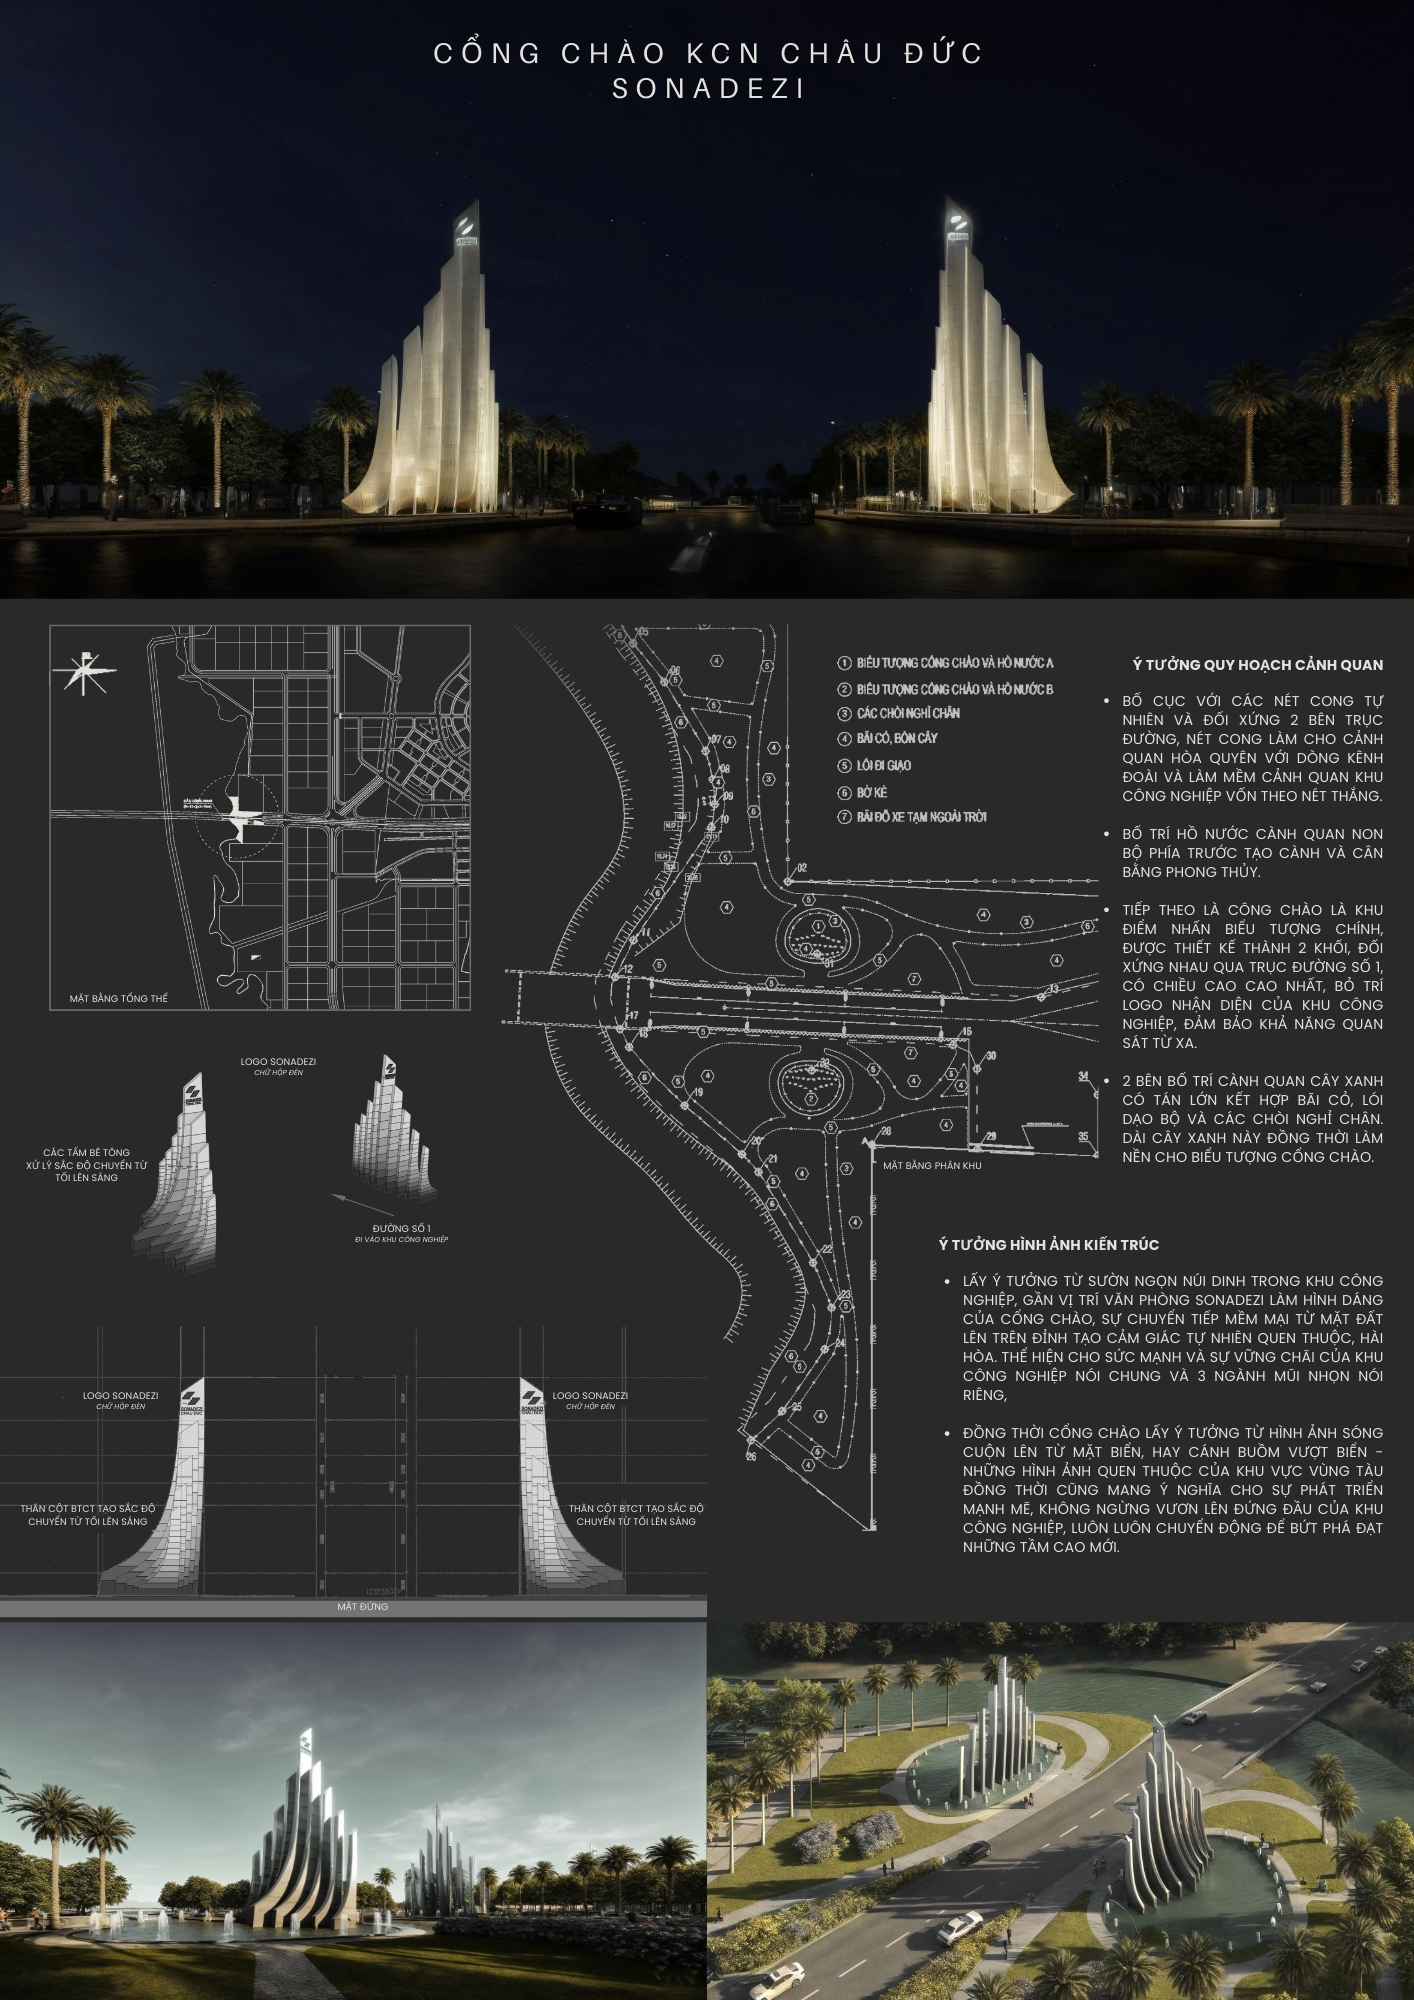 CỔNG CHÀO KCN CHÂU ĐỨC
SONADEZI
MẶT BẰNG TỔNG THỂ
① BIỂU TƯỢNG CỔNG CHÀO VÀ HỒ NƯỚC A
② BIỂU TƯỢNG CỔNG CHÀO VÀ HỒ NƯỚC B
③ CÁC CHÒI NGHỈ CHÂN
④ BÃI CỎ, BỒN CÂY
⑤ LỐI ĐI GIẠO
⑥ BỜ KÈ
⑦ BÃI ĐỖ XE TẠM NGOÀI TRỜI
MẶT BẰNG PHÂN KHU
Ý TƯỞNG QUY HOẠCH CẢNH QUAN
• BỐ CỤC VỚI CÁC NÉT CONG TỰ
NHIÊN VÀ ĐỐI XỨNG 2 BÊN TRỤC
ĐƯỜNG, NÉT CONG LÀM CHO CẢNH
QUAN HÒA QUYỆN VỚI DÒNG KÊNH
ĐOÀI VÀ LÀM MỀM CẢNH QUAN KHU
CÔNG NGHIỆP VỐN THEO NÉT THẲNG.
• BỐ TRÍ HỒ NƯỚC CẢNH QUAN NON
BỘ PHÍA TRƯỚC TẠO CẢNH VÀ CÂN
BẰNG PHONG THỦY.
• TIẾP THEO LÀ CỔNG CHÀO LÀ KHU
ĐIỂM NHẤN BIỂU TƯỢNG CHÍNH,
ĐƯỢC THIẾT KẾ THÀNH 2 KHỐI, ĐỐI
XỨNG NHAU QUA TRỤC ĐƯỜNG SỐ 1,
CÓ CHIỀU CAO CAO NHẤT, BỎ TRÍ
LOGO NHẬN DIỆN CỦA KHU CÔNG
NGHIỆP, ĐẢM BẢO KHẢ NĂNG QUAN
SÁT TỪ XA.
• 2 BÊN BỐ TRÍ CẢNH QUAN CÂY XANH
CÓ TÁN LỚN KẾT HỢP BÃI CỎ, LỐI
DẠO BỘ VÀ CÁC CHÒI NGHỈ CHÂN.
DẢI CÂY XANH NÀY ĐỒNG THỜI LÀM
NỀN CHO BIỂU TƯỢNG CỔNG CHÀO.
LOGO SONADEZI
CHỮ HỘP ĐÈN
CÁC TẤM BÊ TÔNG
XỬ LÝ SẮC ĐỘ CHUYỂN TỪ
TỐI LÊN SÁNG
ĐƯỜNG SỐ 1
ĐI VÀO KHU CÔNG NGHIỆP
Ý TƯỞNG HÌNH ẢNH KIẾN TRÚC
• LẤY Ý TƯỞNG TỪ SƯỜN NGỌN NÚI DINH TRONG KHU CÔNG
NGHIỆP, GẦN VỊ TRÍ VĂN PHÒNG SONADEZI LÀM HÌNH DÁNG
CỦA CỔNG CHÀO, SỰ CHUYỂN TIẾP MỀM MẠI TỪ MẶT ĐẤT
LÊN TRÊN ĐỈNH TẠO CẢM GIÁC TỰ NHIÊN QUEN THUỘC, HÀI
HÒA. THỂ HIỆN CHO SỨC MẠNH VÀ SỰ VỮNG CHÃI CỦA KHU
CÔNG NGHIỆP NÓI CHUNG VÀ 3 NGÀNH MŨI NHỌN NÓI
RIÊNG,
• ĐỒNG THỜI CỔNG CHÀO LẤY Ý TƯỞNG TỪ HÌNH ẢNH SÓNG
CUỘN LÊN TỪ MẶT BIỂN, HAY CÁNH BUỒM VƯỢT BIỂN -
NHỮNG HÌNH ẢNH QUEN THUỘC CỦA KHU VỰC VÙNG TÀU
ĐỒNG THỜI CŨNG MANG Ý NGHĨA CHO SỰ PHÁT TRIỂN
MẠNH MẼ, KHÔNG NGỪNG VƯƠN LÊN ĐỨNG ĐẦU CỦA KHU
CÔNG NGHIỆP, LUÔN LUÔN CHUYỂN ĐỘNG ĐỂ BỨT PHÁ ĐẠT
NHỮNG TẦM CAO MỚI.
LOGO SONADEZI
CHỮ HỘP ĐÈN
SONADEZI
CHAU DUC
SONADEZI
CHAU DUC
LOGO SONADEZI
CHỮ HỘP ĐÈN
THÂN CỘT BTCT TẠO SẮC ĐỘ
CHUYỂN TỪ TỐI LÊN SÁNG
THÂN CỘT BTCT TẠO SẮC ĐỘ
CHUYỂN TỪ TỐI LÊN SÁNG
MẶT ĐỨNG